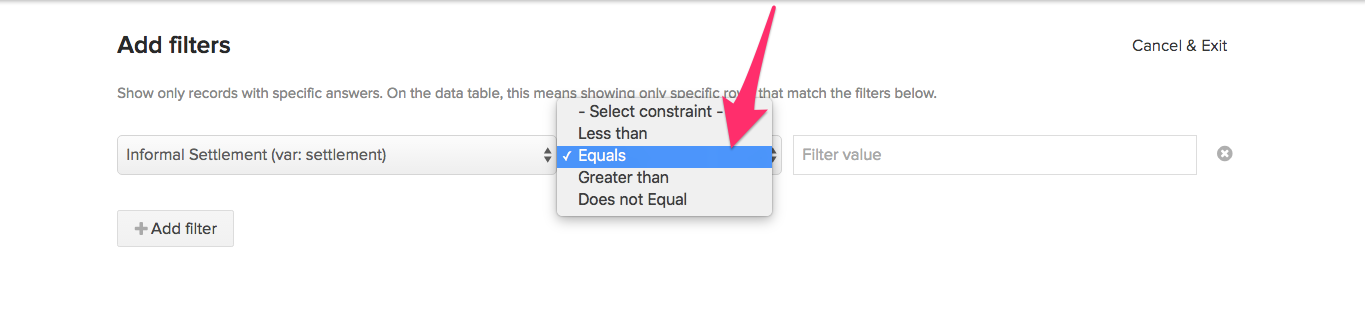 Add filters
Cancel & Exit
Show only records with specific answers. On the data table, this means showing only specific that match the filters below.
- Select constraint -
Less than
Informal Settlement (var: settlement)
✓ Equals
Filter value
Greater than
Does not Equal
+ Add filter